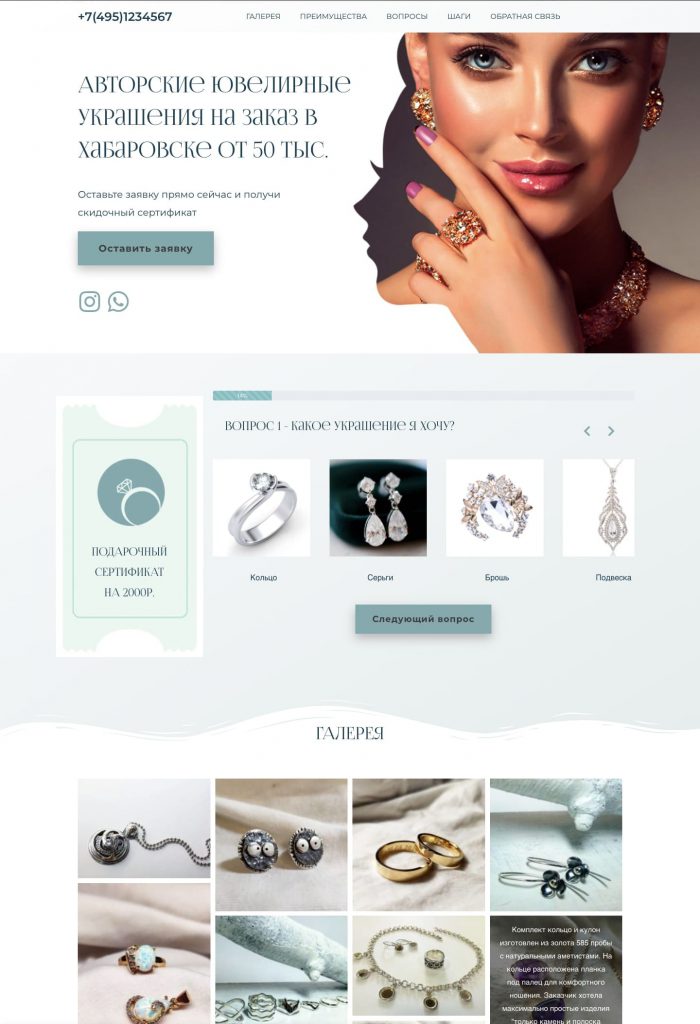 +7(495)1234567
ГАЛЕРЕЯ ПРЕИМУЩЕСТВА ВОПРОСЫ ШАГИ ОБРАТНАЯ СВЯЗЬ
АВТОРСКИЕ ЮВЕЛИРНЫЕ
УКРАШЕНИЯ НА ЗАКАЗ В
ХАБАРОВСКЕ ОТ 50 ТЫС.
Оставьте заявку прямо сейчас и получи
скидочный сертификат
Оставить заявку
14%
ВОПРОС 1 - КАКОЕ УКРАШЕНИЕ Я ХОЧУ?
ПОДАРОЧНЫЙ
СЕРТИФИКАТ
НА 2000Р.
Кольцо Серьги Брошь Подвеска
Следующий вопрос
ГАЛЕРЕЯ
Комплект кольцо и кулон
изготовлен из золота 585 пробы
с натуральными аметистами. На
кольце расположена планка
под палец для комфортного
ношения. Заказчик хотела
максимально простые изделия
"только камень и полоска